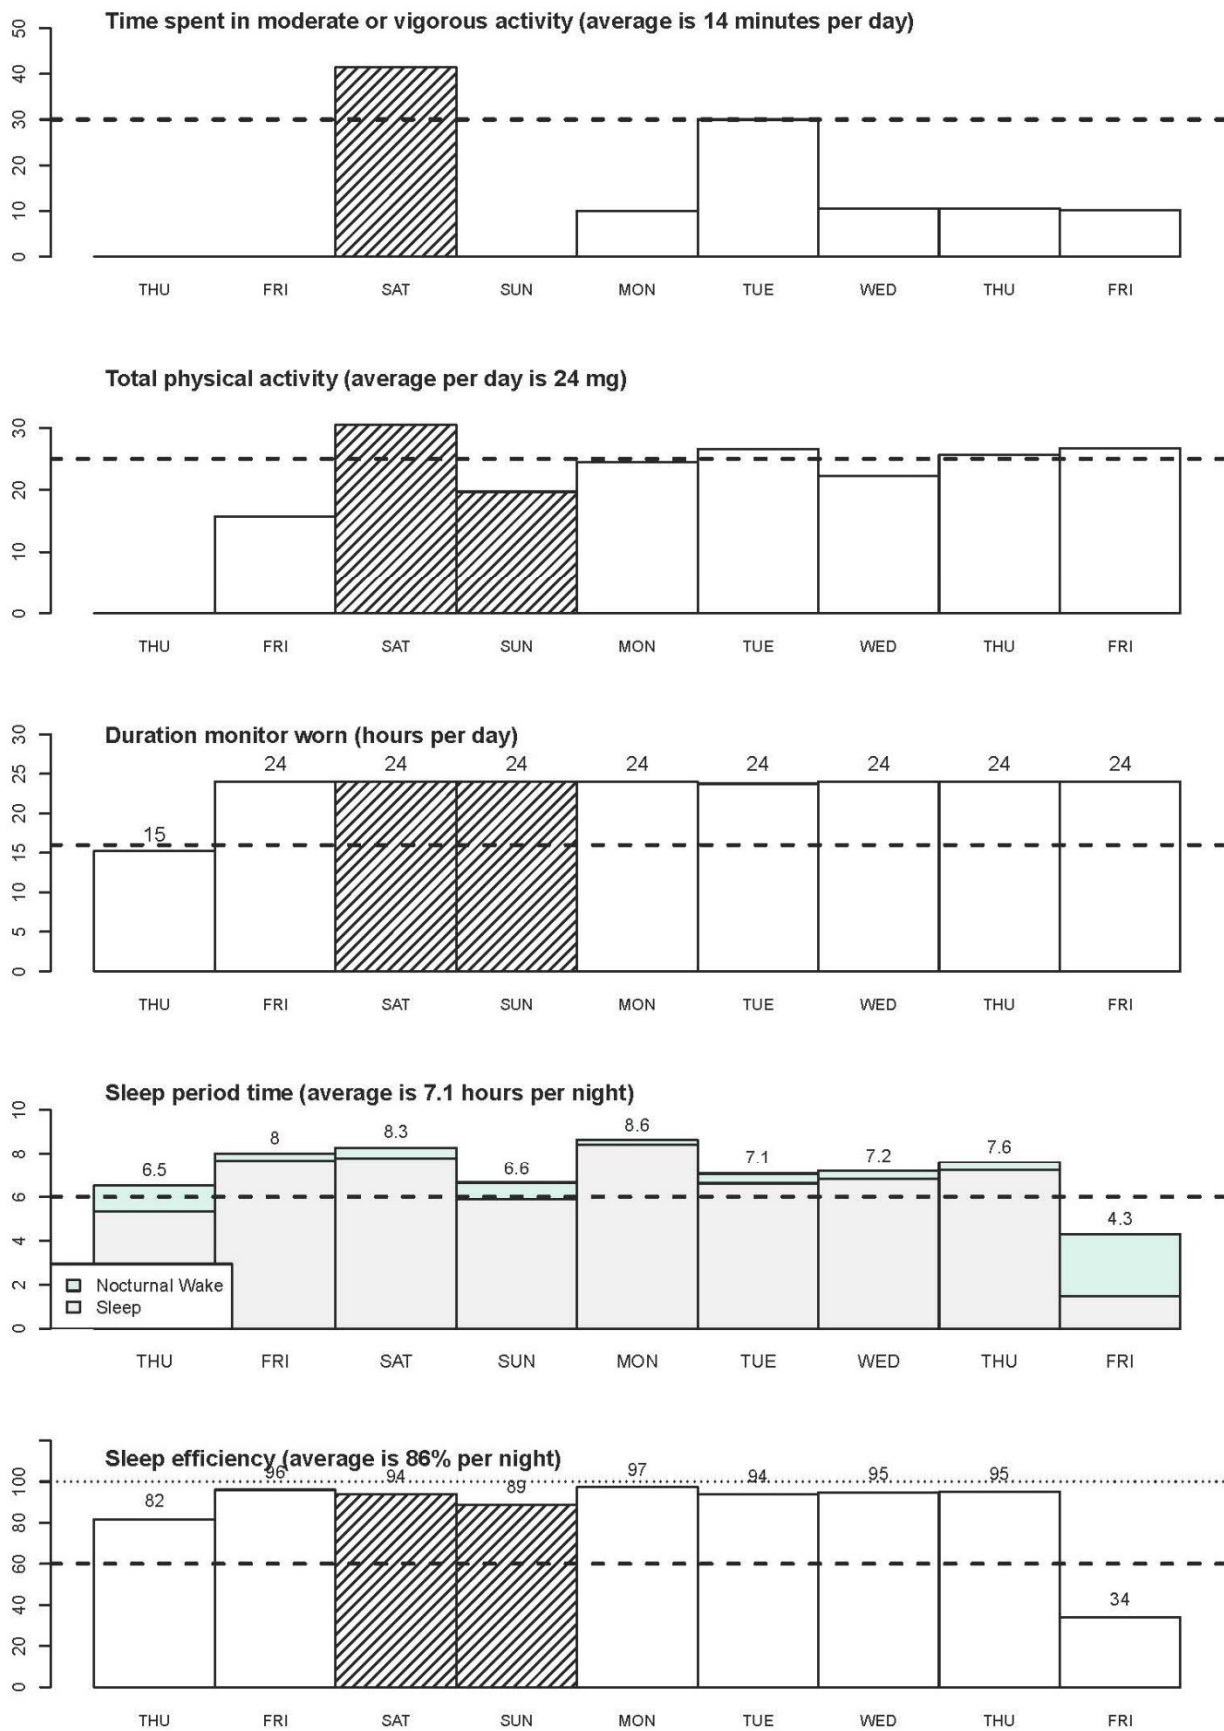 Time spent in moderate or vigorous activity (average is 14 minutes per day)
50
40
30
20
10
0
THU FRI SAT SUN MON TUE WED THU FRI
Total physical activity (average per day is 24 mg)
30
20
10
0
THU FRI SAT SUN MON TUE WED THU FRI
Duration monitor worn (hours per day)
30
25
20
15
10
5
0
15 24 24 24 24 24 24 24 24
THU FRI SAT SUN MON TUE WED THU FRI
Sleep period time (average is 7.1 hours per night)
10
8
6
4
2
0
6.5 8 8.3 6.6 8.6 7.1 7.2 7.6 4.3
Nocturnal Wake
Sleep
THU FRI SAT SUN MON TUE WED THU FRI
Sleep efficiency (average is 86% per night)
100
80
60
40
20
0
82 96 94 89 97 94 95 95 34
THU FRI SAT SUN MON TUE WED THU FRI